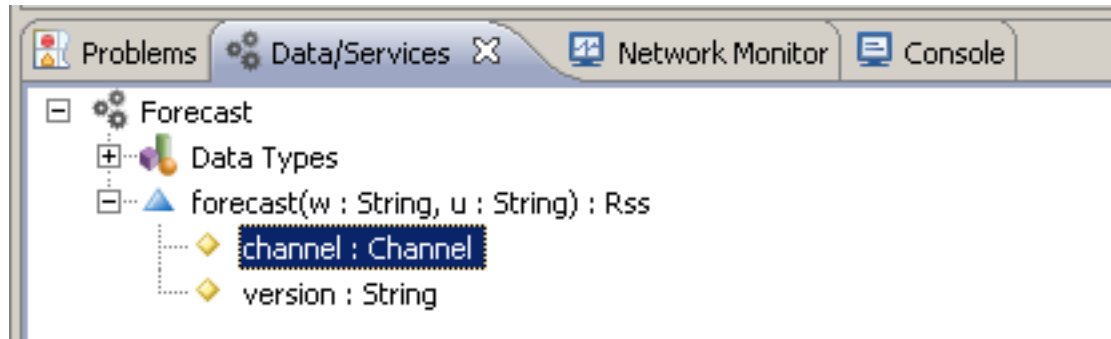 Problems Data/Services Network Monitor Console
Forecast
Data Types
forecast(w : String, u : String) : Rss
channel : Channel
version : String